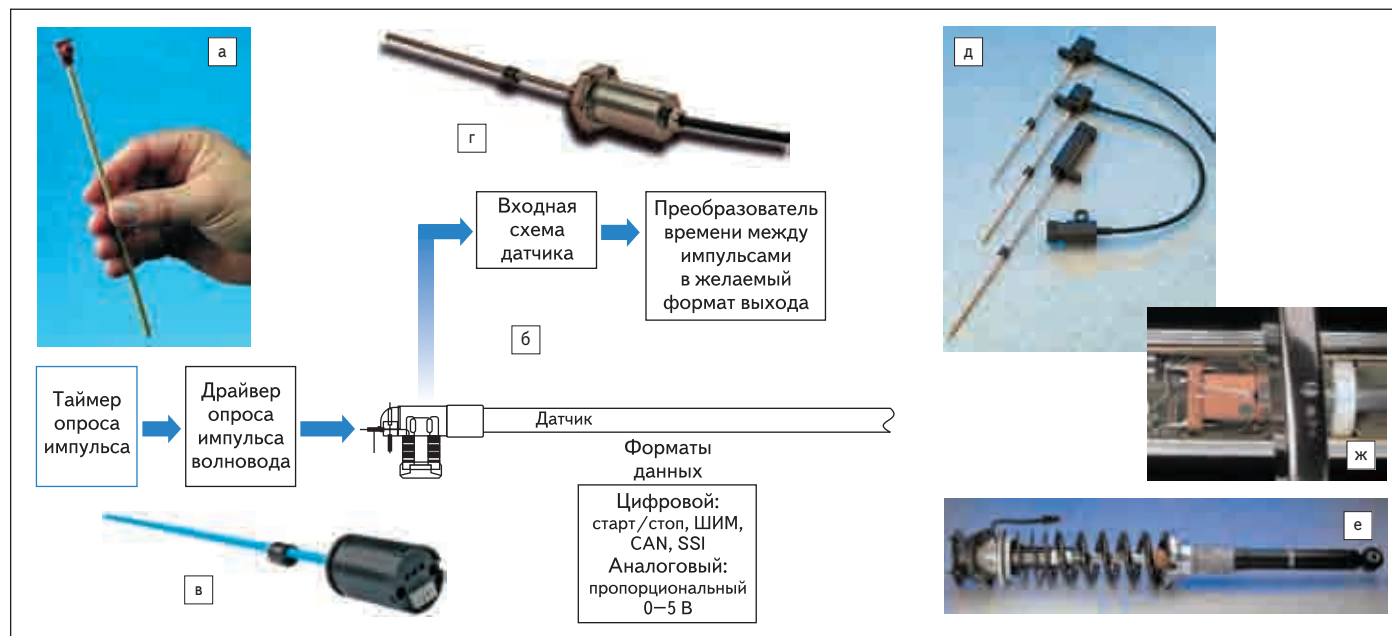 а
г
д
Входная
схема
датчика
Преобразователь
времени между
импульсами
в желаемый
формат выхода
б
Таймер
опроса
импульса
Драйвер
опроса
импульса
волновода
Датчик
Форматы
данных
Цифровой:
старт/стоп, ШИМ,
CAN, SSI
Аналоговый:
пропорциональный
0—5 В
в
ж
е